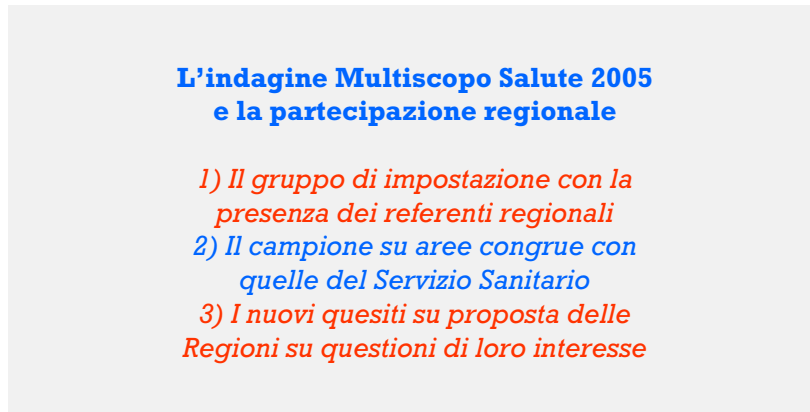 L’indagine Multiscopo Salute 2005
e la partecipazione regionale
1) Il gruppo di impostazione con la
presenza dei referenti regionali
2) Il campione su aree congrue con
quelle del Servizio Sanitario
3) I nuovi quesiti su proposta delle
Regioni su questioni di loro interesse